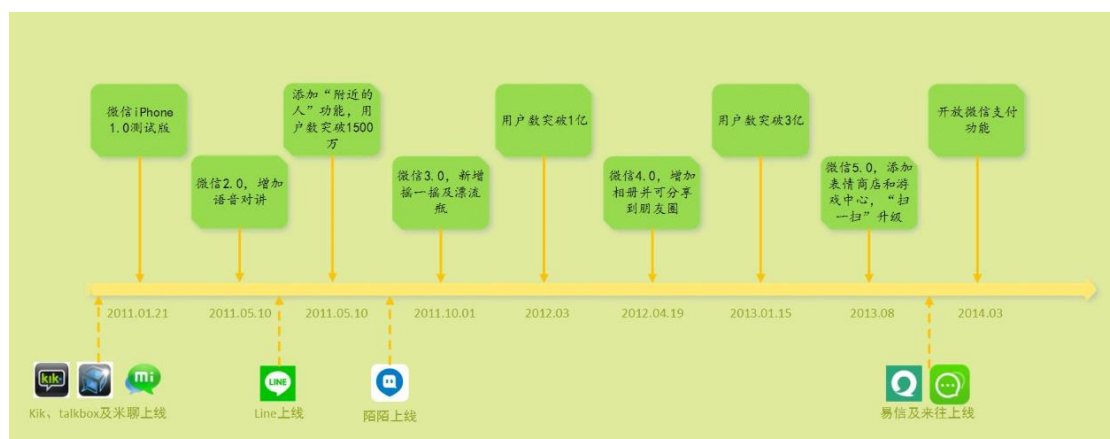 微信iPhone
1.0测试版
微信2.0，增加
语音对讲
添加“附近的
人”功能，用
户数突破1500
万
微信3.0，新增
摇一摇及漂流
瓶
用户数突破1亿
微信4.0，增加
相册并可分享
到朋友圈
用户数突破3亿
微信5.0，添加
表情商店和游
戏中心，“扫
一扫”升级
开放微信支付
功能
2011.01.21
2011.05.10
2011.05.10
2011.10.01
2012.03
2012.04.19
2013.01.15
2013.08
2014.03
kik·
mi
LINE
Kik、talkbox及米聊上线
Line上线
陌陌上线
易信及来往上线